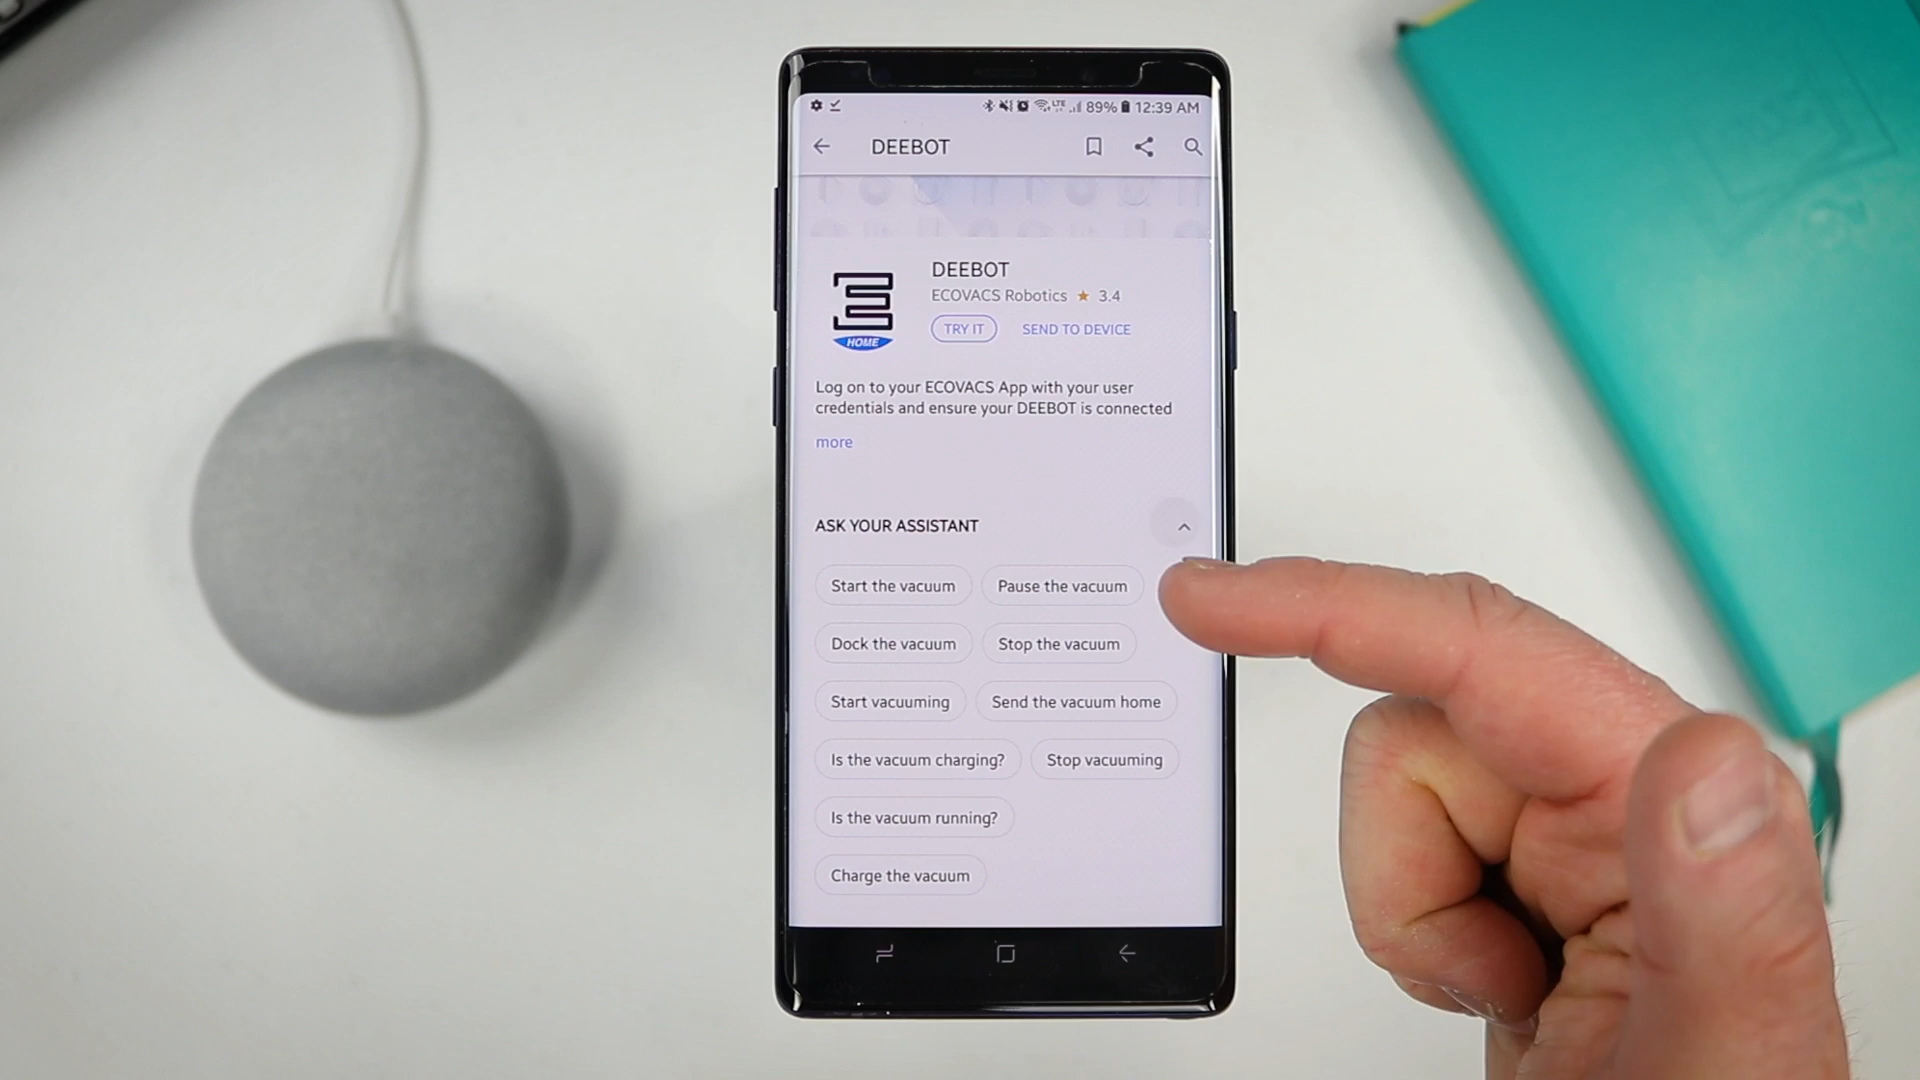 LTE 89% 12:39 AM
DEEBOT
DEEBOT
ECOVACS Robotics ★ 3.4
TRY IT SEND TO DEVICE
HOME
Log on to your ECOVACS App with your user
credentials and ensure your DEEBOT is connected
more
ASK YOUR ASSISTANT
Start the vacuum Pause the vacuum
Dock the vacuum Stop the vacuum
Start vacuuming Send the vacuum home
Is the vacuum charging? Stop vacuuming
Is the vacuum running?
Charge the vacuum